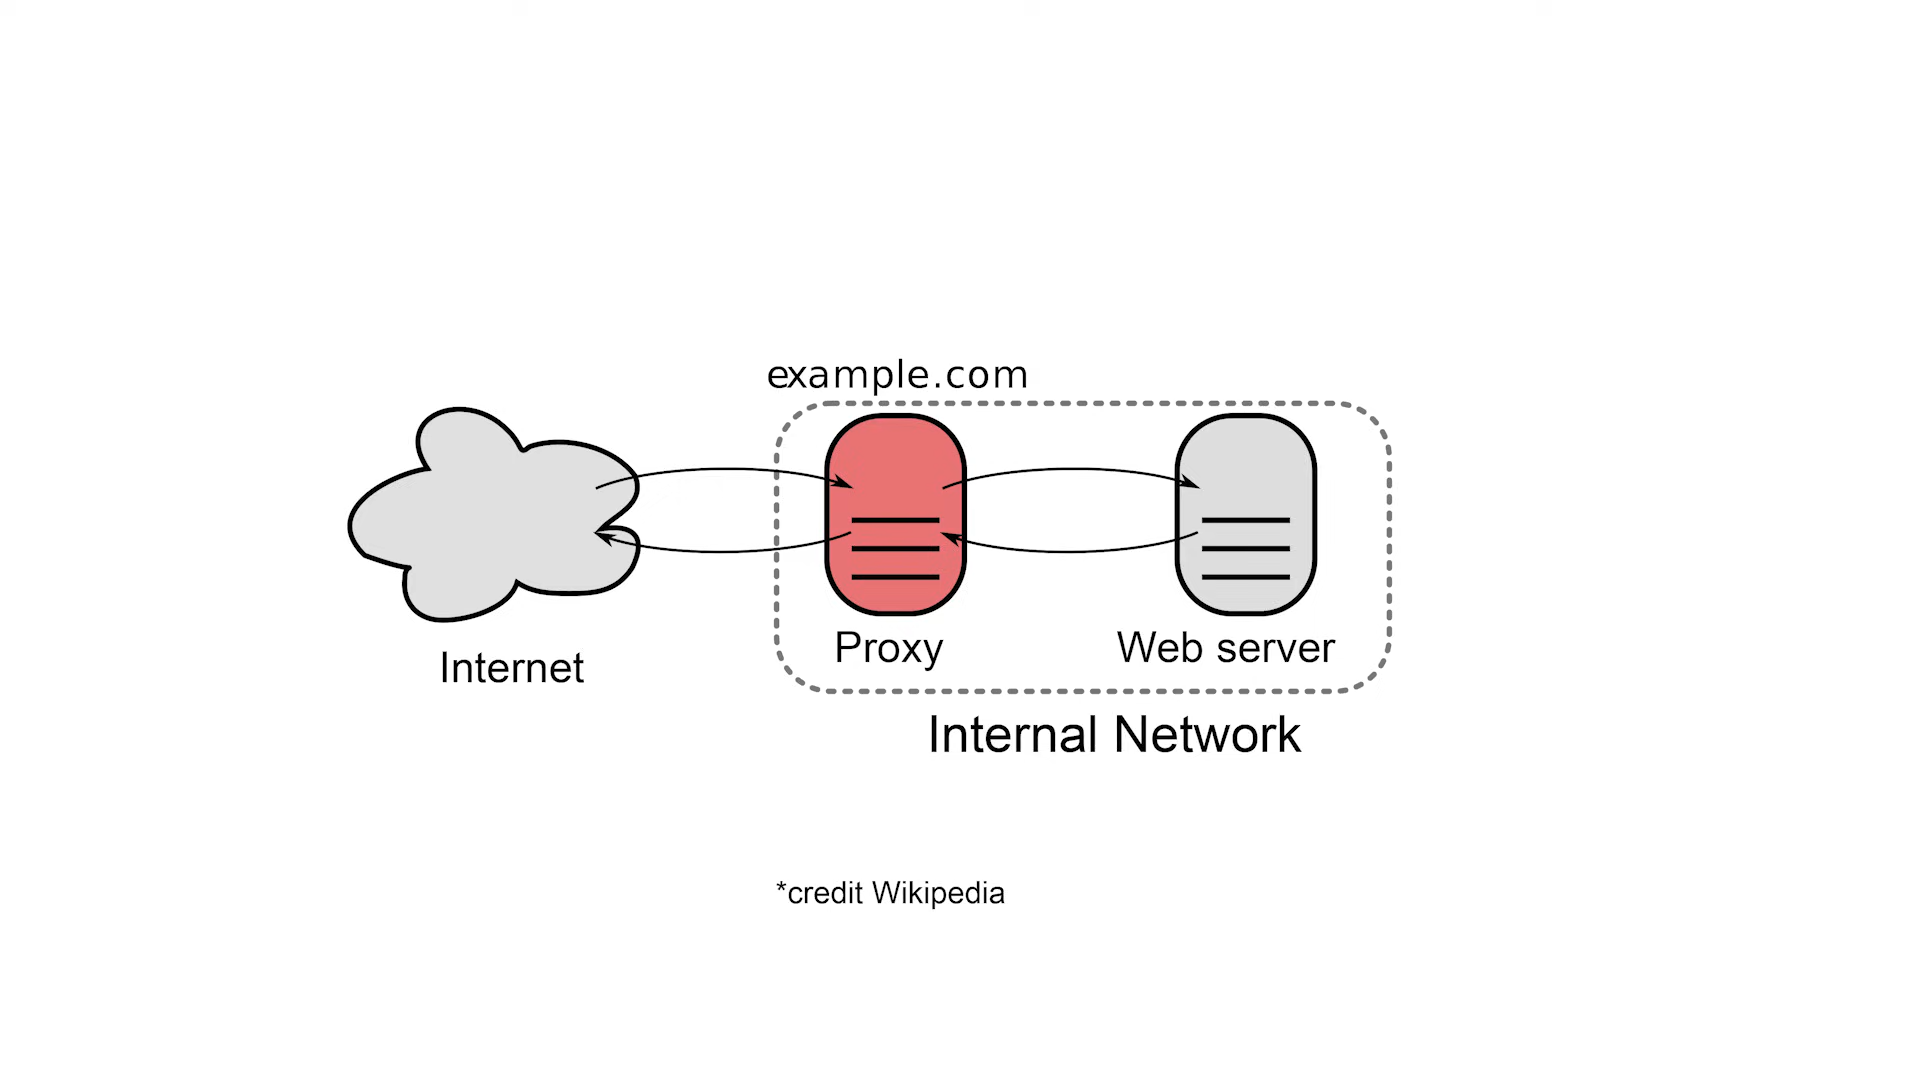 example.com
Internet
Proxy
Web server
Internal Network
*credit Wikipedia